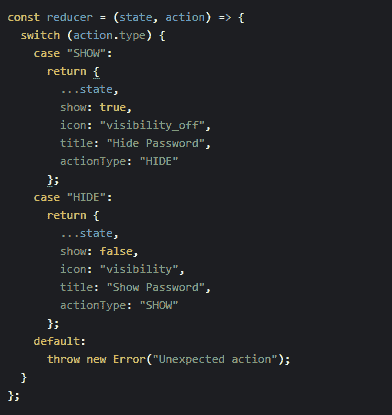 const reducer = (state, action) => {
  switch (action.type) {
    case "SHOW":
      return {
        ...state,
        show: true,
        icon: "visibility_off",
        title: "Hide Password",
        actionType: "HIDE"
      };
    case "HIDE":
      return {
        ...state,
        show: false,
        icon: "visibility",
        title: "Show Password",
        actionType: "SHOW"
      };
    default:
      throw new Error("Unexpected action");
  }
};